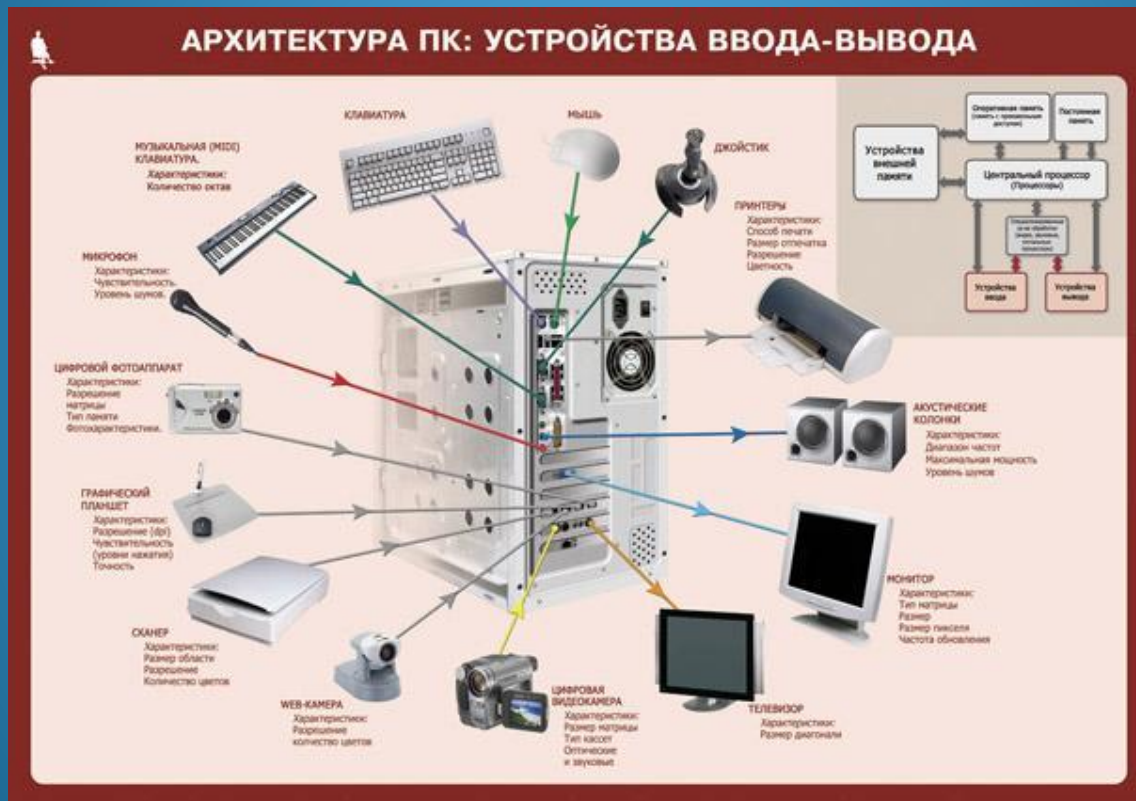 АРХИТЕКТУРА ПК: УСТРОЙСТВА ВВОДА-ВЫВОДА
КЛАВИАТУРА
МЫШЬ
ДЖОЙСТИК
МУЗЫКАЛЬНАЯ (MIDI)
КЛАВИАТУРА.
Характеристики:
Количество октав
МИКРОФОН
Характеристики:
Чувствительность.
Уровень шумов.
ЦИФРОВОЙ ФОТОАППАРАТ
Характеристики:
Разрешение
матрицы
Тип памяти
Фотохарактеристики.
ГРАФИЧЕСКИЙ
ПЛАНШЕТ
Характеристики:
Разрешение (dpi)
Чувствительность
(уровни нажатия)
Точность
СКАНЕР
Характеристики:
Размер области
Разрешение
Количество цветов
WEB-КАМЕРА
Характеристики:
Разрешение
колчество цветов
ЦИФРОВАЯ
ВИДЕОКАМЕРА
Характеристики:
Размер матрицы
Тип кассет
Оптические
и звуковые
ТЕЛЕВИЗОР
Характеристики:
Размер диагонали
МОНИТОР
Характеристики:
Тип матрицы
Размер
Размер пикселя
Частота обновления
АКУСТИЧЕСКИЕ
КОЛОНКИ
Характеристики:
Диапазон частот
Максимальная мощность
Уровень шумов
ПРИНТЕРЫ
Характеристики:
Способ печати
Размер отпечатка
Разрешение
Цветность
Оперативная память
(память с произвольным
доступом)
Постоянная
память
Устройства
внешней
памяти
Центральный процессор
(Процессоры)
Устройства
ввода
Устройства
вывода